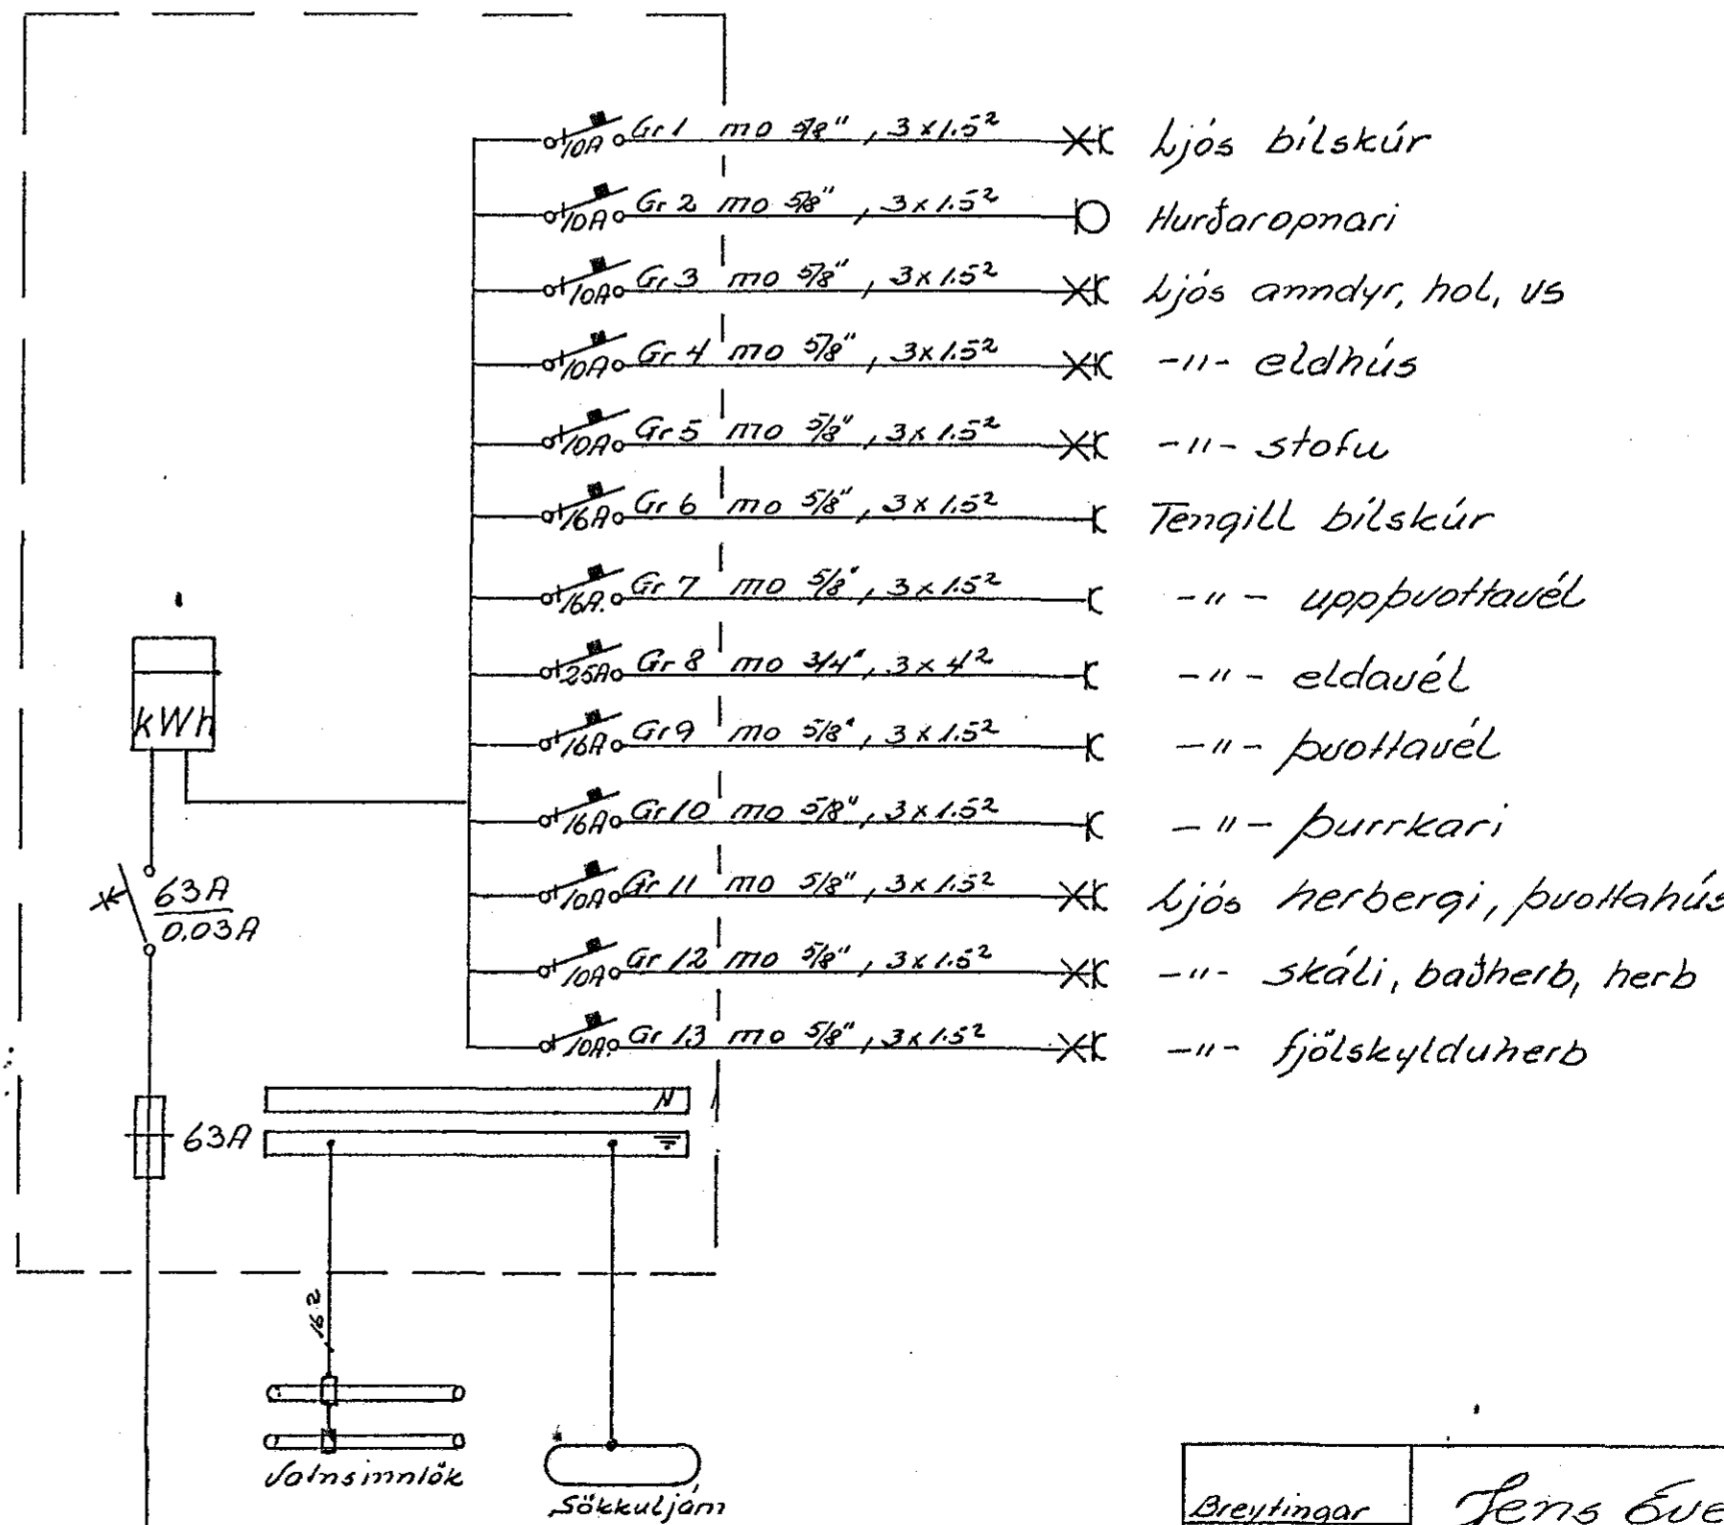 10A Gr 1 mo 5/8", 3x1.5² Ljós bílskúr
10A Gr 2 mo 5/8", 3x1.5² Hurðaropnari
10A Gr 3 mo 5/8", 3x1.5² Ljós anndyr, hol, vs
10A Gr 4 mo 5/8", 3x1.5² -"- eldhús
10A Gr 5 mo 5/8", 3x1.5² -"- stofu
16A Gr 6 mo 5/8", 3x1.5² Tengill bílskúr
16A Gr 7 mo 5/8", 3x1.5² -"- uppþvottavél
25A Gr 8 mo 3/4", 3x4² -"- eldavél
16A Gr 9 mo 5/8", 3x1.5² -"- þvottavél
16A Gr 10 mo 5/8", 3x1.5² -"- þurrkari
10A Gr 11 mo 5/8", 3x1.5² Ljós herbergi, þvottahús
10A Gr 12 mo 5/8", 3x1.5² -"- skáli, baðherb, herb
10A Gr 13 mo 5/8", 3x1.5² -"- fjölskylduherb
kWh
63A
0,03A
63A
N
16²
Vatnsinntök
Sökkuljárn
Breytingar
Jens